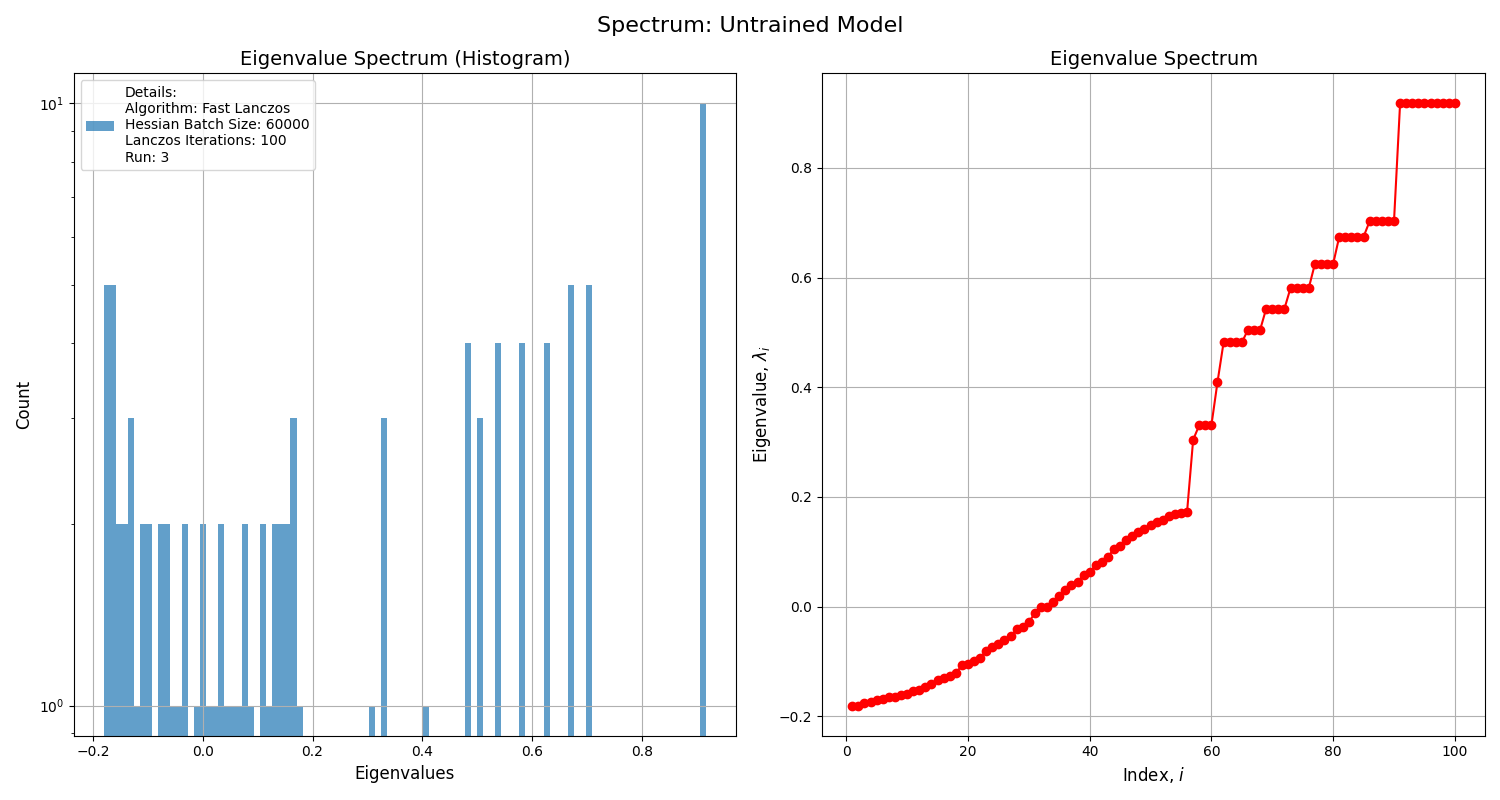 Spectrum: Untrained Model
Eigenvalue Spectrum (Histogram)
Details:
Algorithm: Fast Lanczos
Hessian Batch Size: 60000
Lanczos Iterations: 100
Run: 3
10¹
10⁰
Count
−0.2 0.0 0.2 0.4 0.6 0.8
Eigenvalues
Eigenvalue Spectrum
0.8
0.6
0.4
0.2
0.0
−0.2
Eigenvalue, λᵢ
0 20 40 60 80 100
Index, i